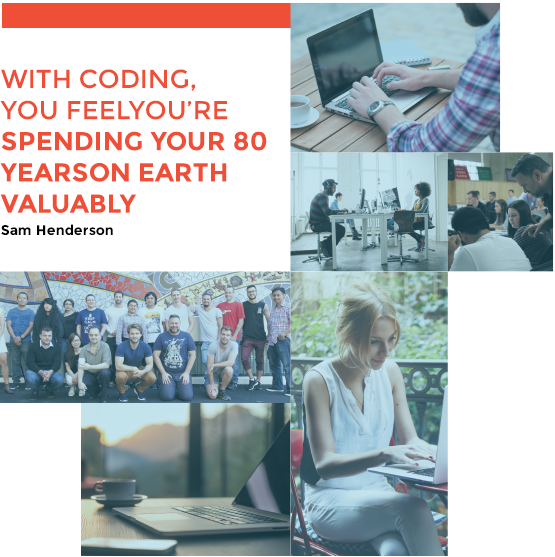 WITH CODING,
YOU FEELYOU'RE
SPENDING YOUR 80
YEARSON EARTH
VALUABLY
Sam Henderson